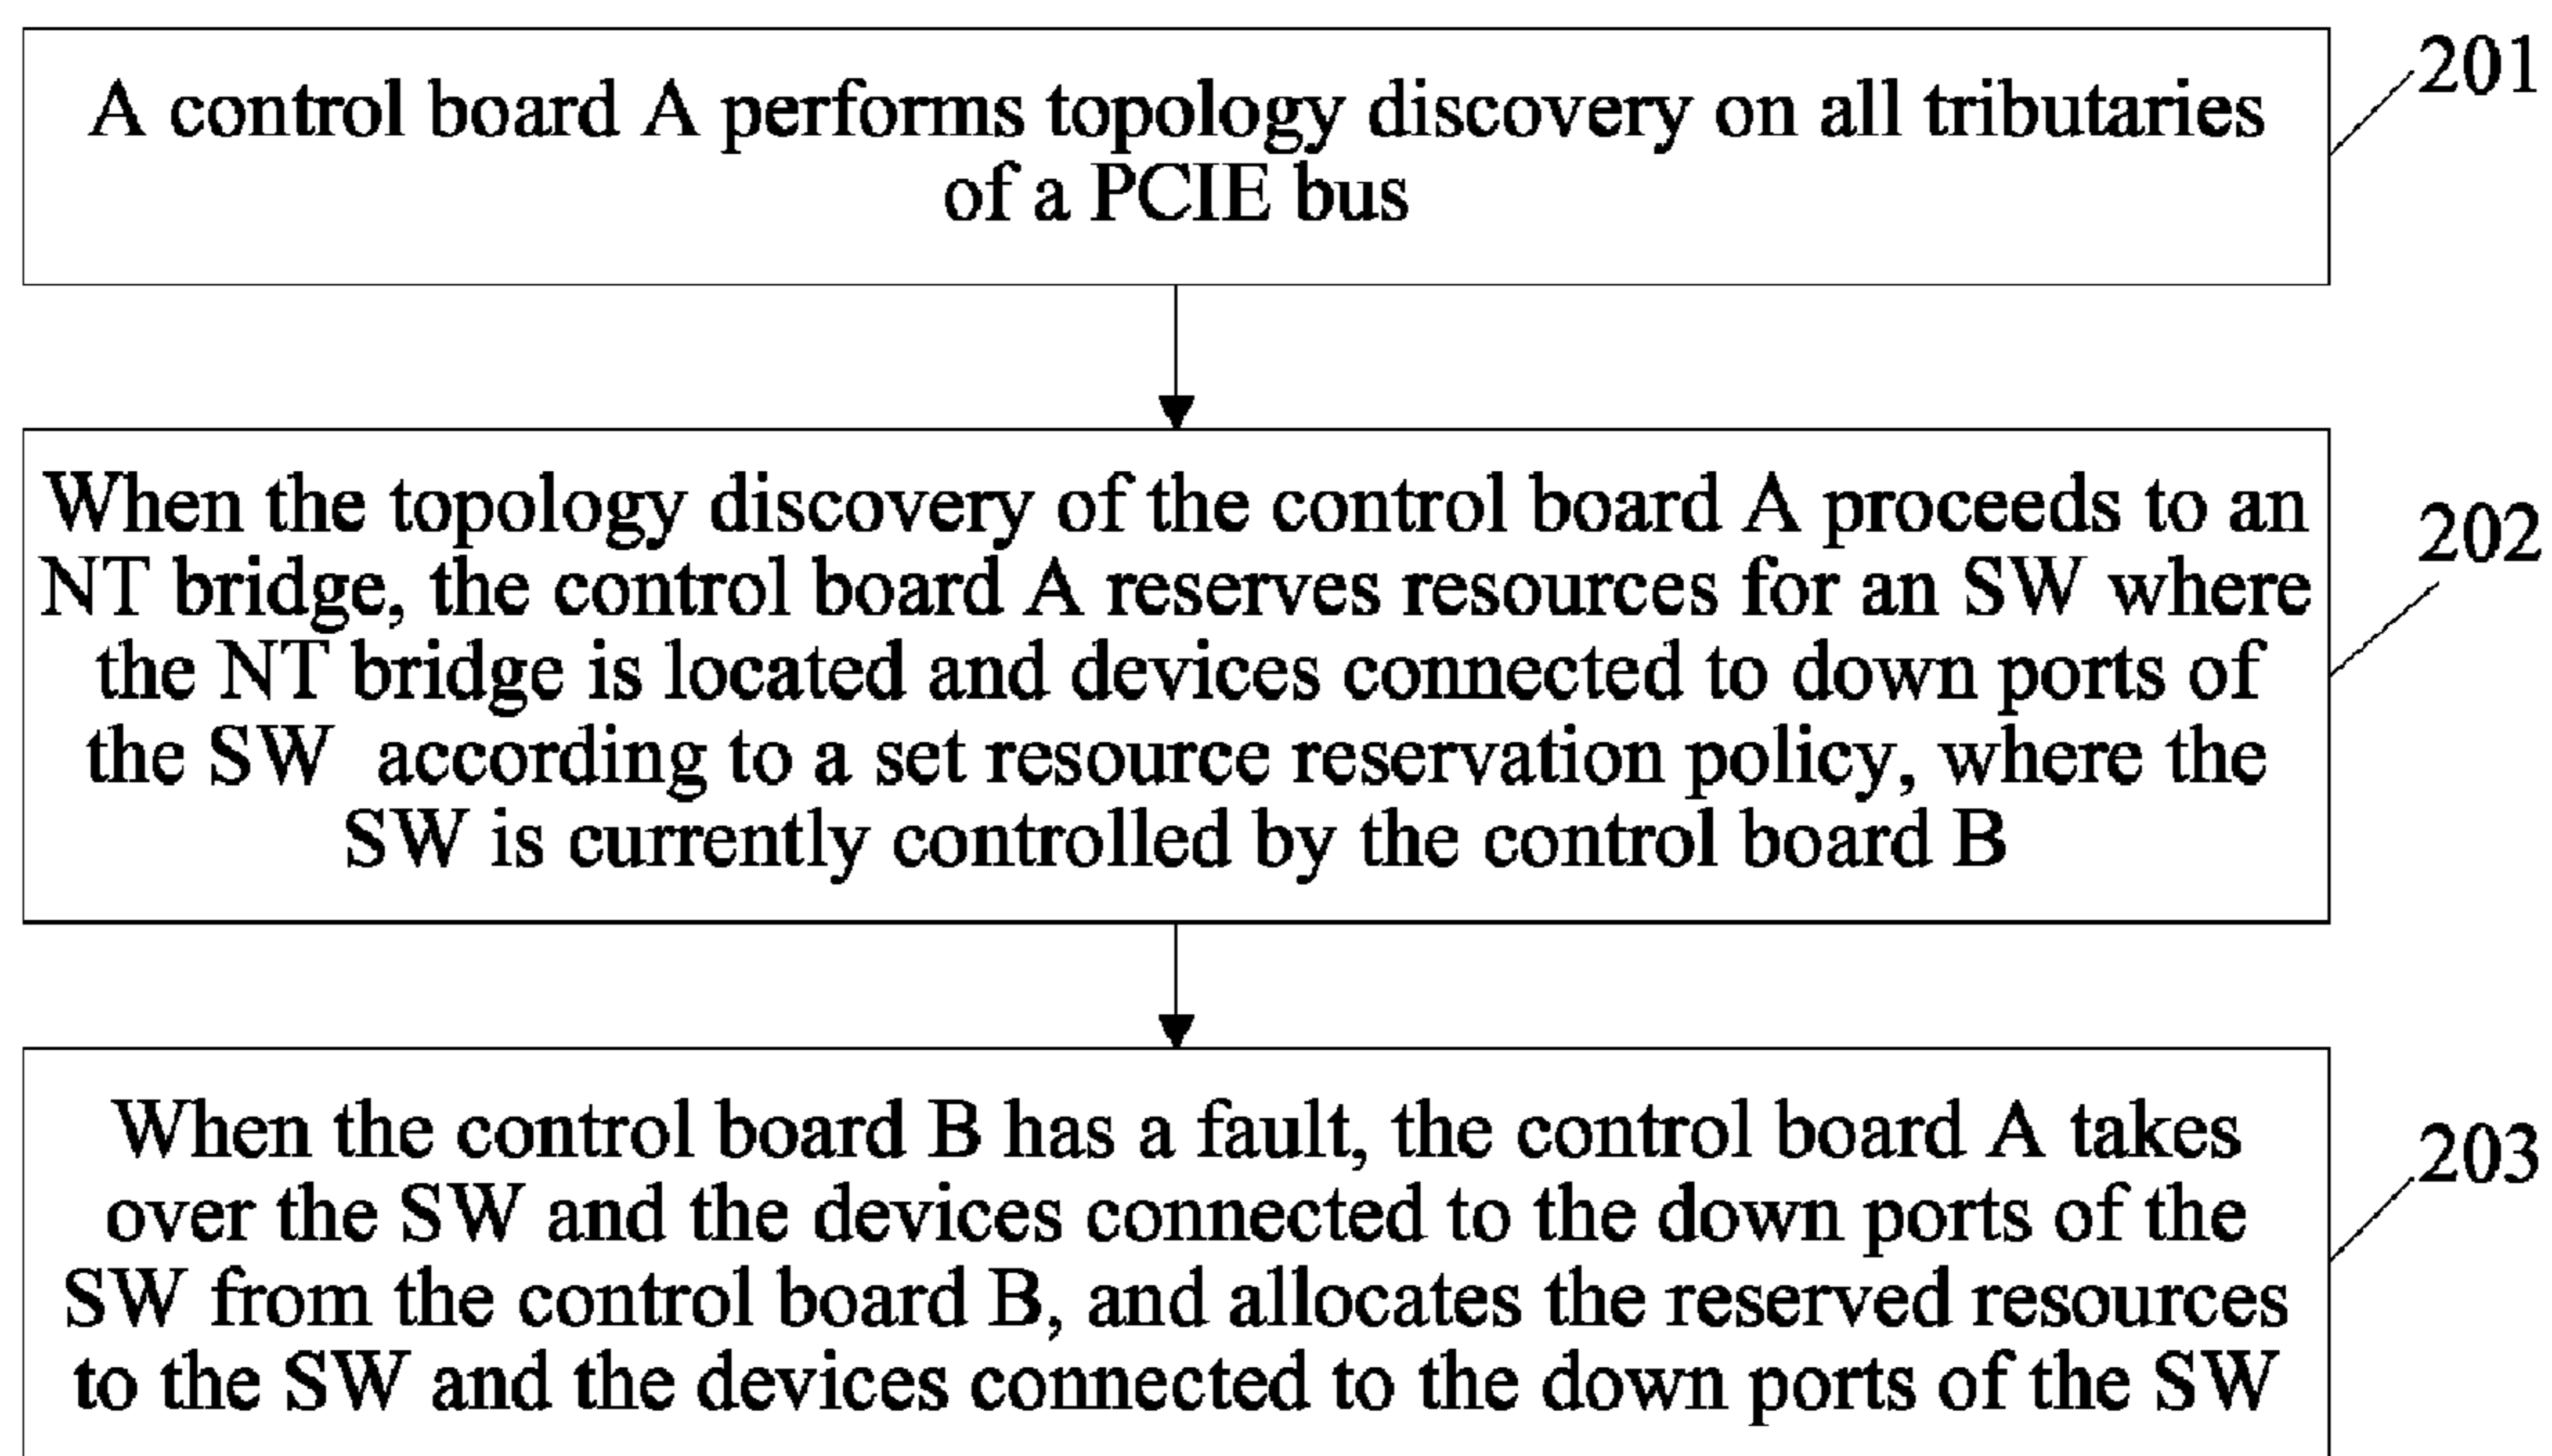 A control board A performs topology discovery on all tributaries
of a PCIE bus
201
When the topology discovery of the control board A proceeds to an
NT bridge, the control board A reserves resources for an SW where
the NT bridge is located and devices connected to down ports of
the SW according to a set resource reservation policy, where the
SW is currently controlled by the control board B
202
When the control board B has a fault, the control board A takes
over the SW and the devices connected to the down ports of the
SW from the control board B, and allocates the reserved resources
to the SW and the devices connected to the down ports of the SW
203